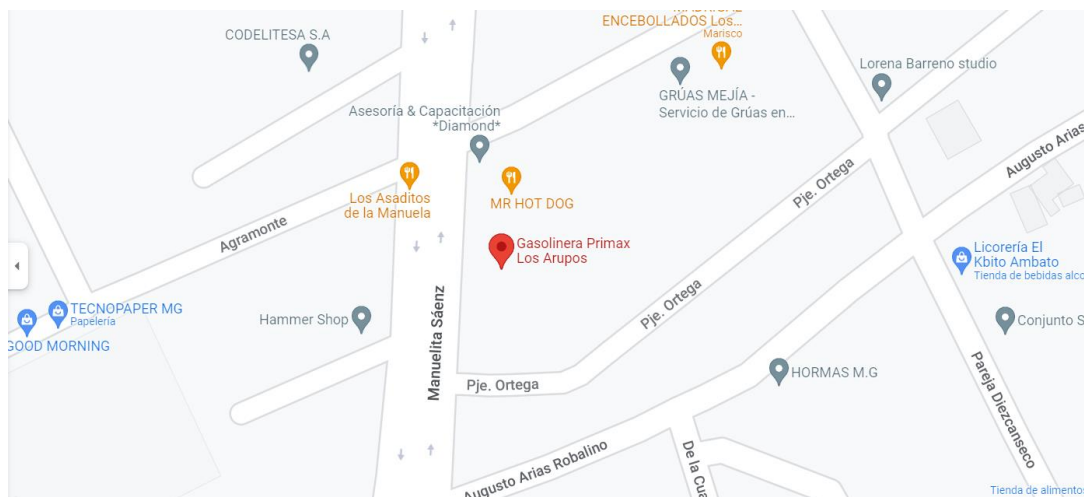 CODELITESA S.A
ENCEBOLLADOS Los...
Marisco
GRÚAS MEJÍA -
Servicio de Grúas en...
Lorena Barreno studio
Asesoría & Capacitación
*Diamond*
Augusto Arias
Los Asaditos
de la Manuela
MR HOT DOG
Pje. Ortega
Agramonte
Gasolinera Primax
Los Arupos
Licorería El
Kbito Ambato
Tienda de bebidas alco
TECNOPAPER MG
Papelería
GOOD MORNING
Hammer Shop
Manuelita Sáenz
Pje. Ortega
Conjunto S
Pje. Ortega
HORMAS M.G
Pareja Diezcanseco
Augusto Arias Robalino
De la Cua
Tienda de alimentos